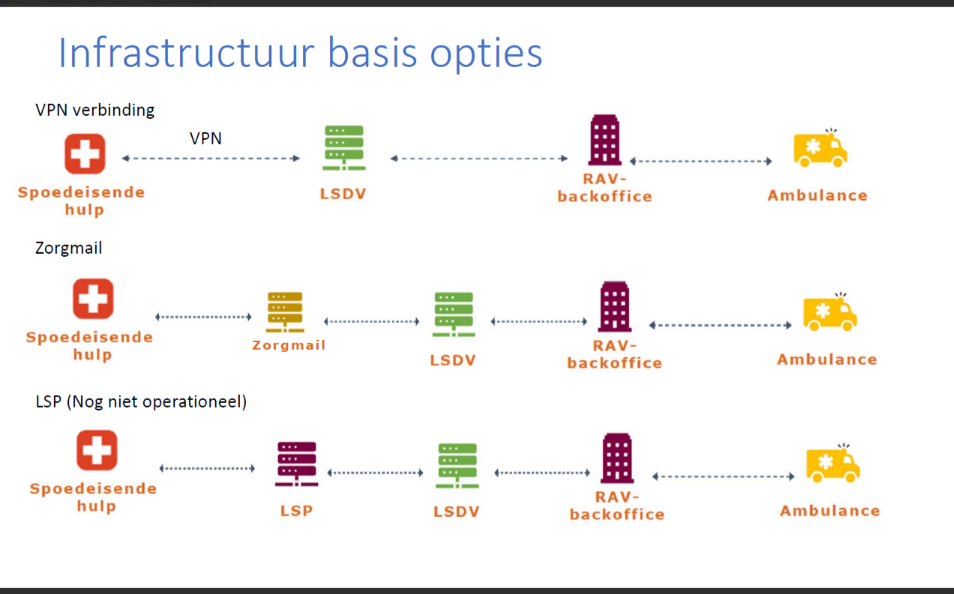 Infrastructuur basis opties
VPN verbinding
VPN
Spoedeisende
hulp
LSDV
RAV-
backoffice
Ambulance
Zorgmail
Spoedeisende
hulp
Zorgmail
LSDV
RAV-
backoffice
Ambulance
LSP (Nog niet operationeel)
Spoedeisende
hulp
LSP
LSDV
RAV-
backoffice
Ambulance